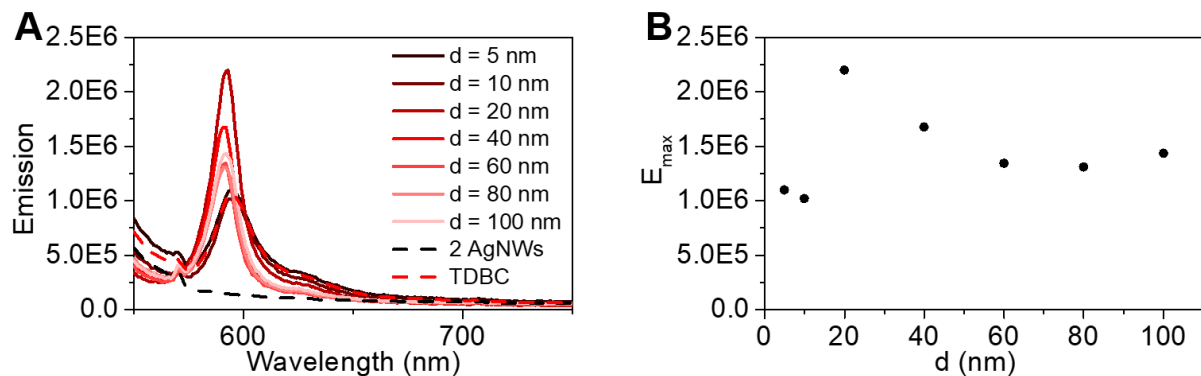 A
2.5E6
2.0E6
1.5E6
1.0E6
5.0E5
0.0
Emission
600
700
Wavelength (nm)
d = 5 nm
d = 10 nm
d = 20 nm
d = 40 nm
d = 60 nm
d = 80 nm
d = 100 nm
2 AgNWs
TDBC
B
2.5E6
2.0E6
1.5E6
1.0E6
5.0E5
0.0
Emax
0
20
40
60
80
100
d (nm)